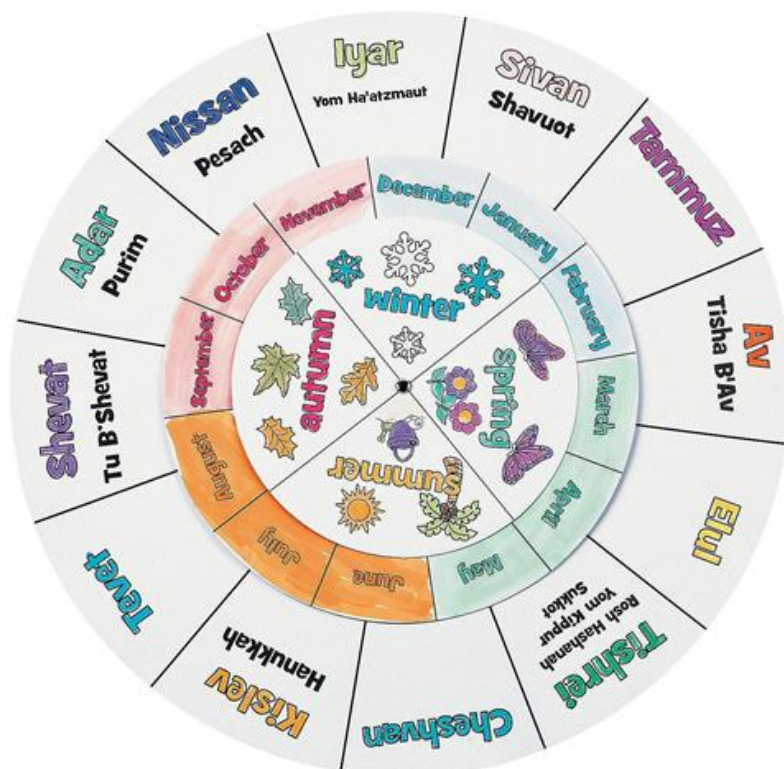 Iyar
Yom Ha'atzmaut
Sivan
Shavuot
Tammuz
Av
Tisha B'Av
Elul
Tishrei
Rosh Hashanah
Yom Kippur
Sukkot
Cheshvan
Kislev
Hanukkah
Tevet
Shevat
Tu B'Shevat
Adar
Purim
Nissan
Pesach
December
January
February
March
April
May
June
July
August
September
October
November
winter
spring
summer
autumn